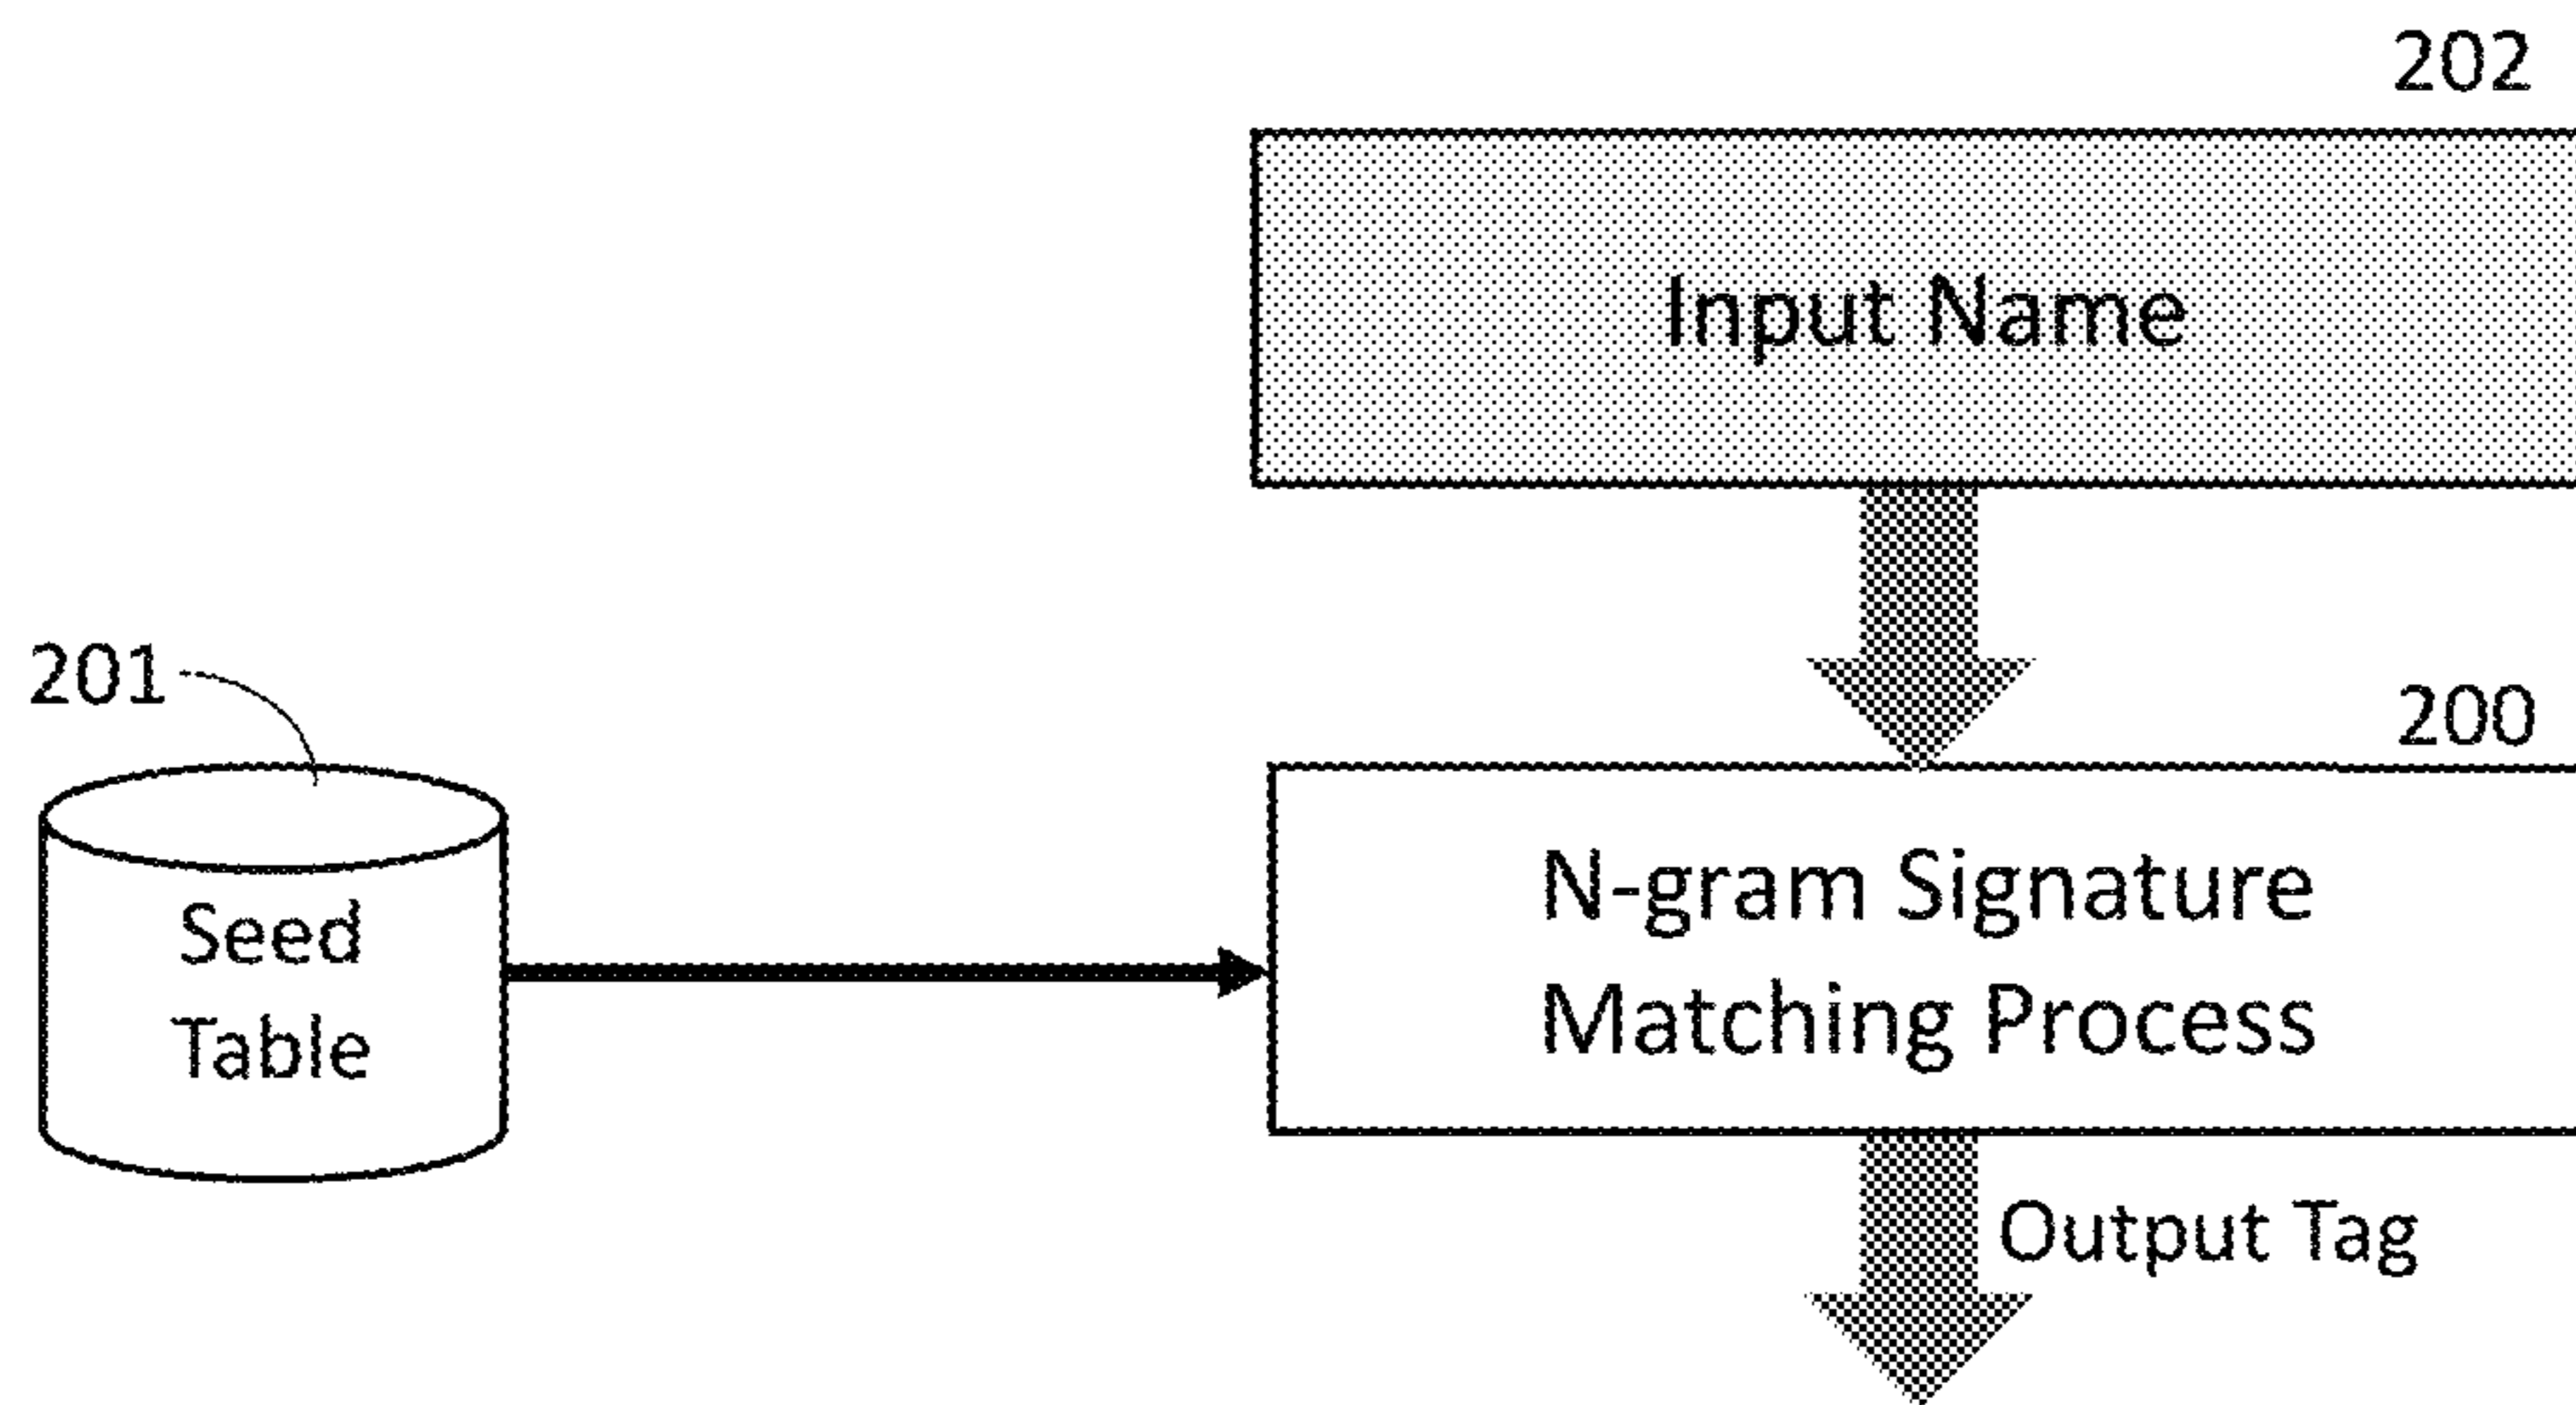 202
Input Name
201
200
Seed
Table
N-gram Signature
Matching Process
Output Tag